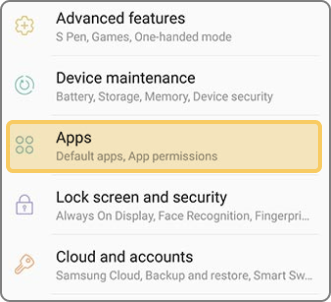 Advanced features
S Pen, Games, One-handed mode
Device maintenance
Battery, Storage, Memory, Device security
Apps
Default apps, App permissions
Lock screen and security
Always On Display, Face Recognition, Fingerpri...
Cloud and accounts
Samsung Cloud, Backup and restore, Smart Sw...